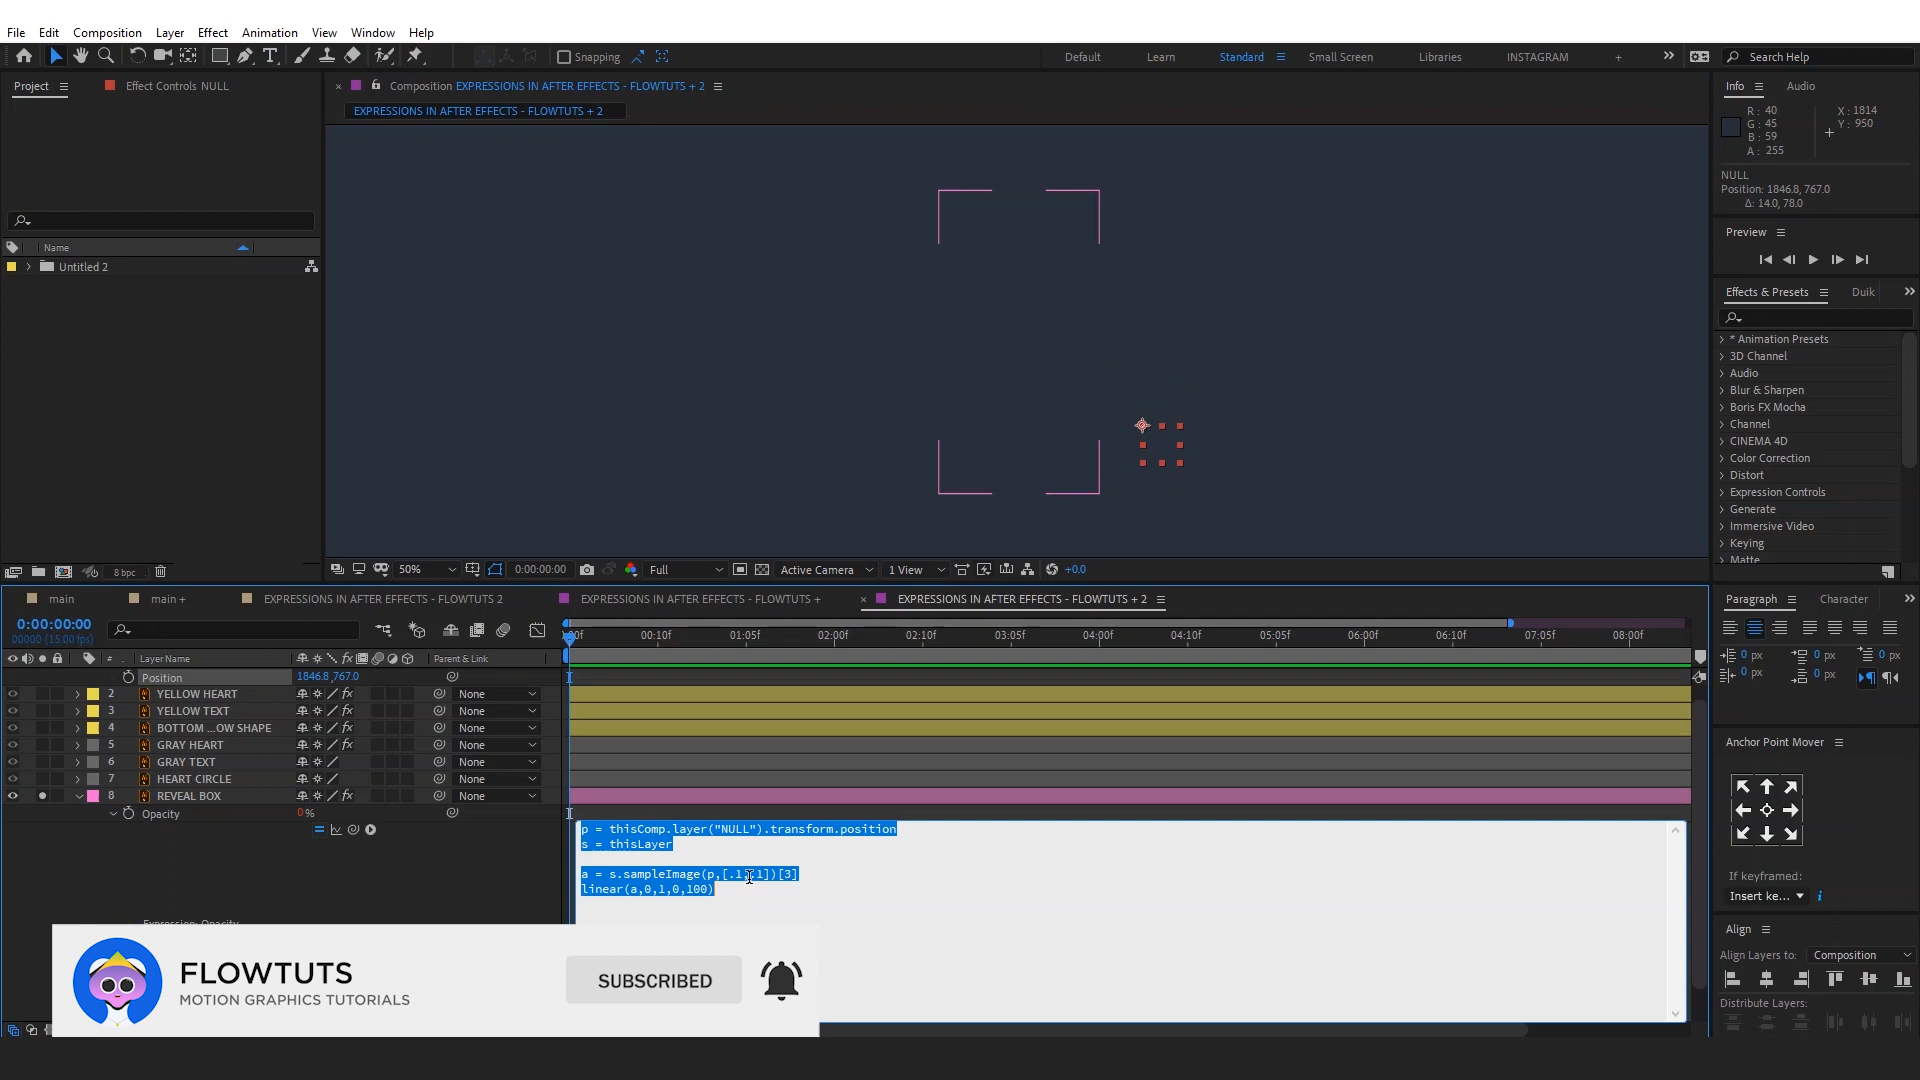 File Edit Composition Layer Effect Animation View Window Help
Snapping Default Learn Standard Small Screen Libraries INSTAGRAM Search Help
Project Effect Controls NULL
Composition EXPRESSIONS IN AFTER EFFECTS - FLOWTUTS + 2
EXPRESSIONS IN AFTER EFFECTS - FLOWTUTS + 2
Info Audio
R: 40
G: 45
B: 59
A: 255
X: 1814
Y: 950
NULL
Position: 1846.8, 767.0
Δ: 14.0, 78.0
Name
Untitled 2
8 bpc
Preview
Effects & Presets Duik
* Animation Presets
3D Channel
Audio
Blur & Sharpen
Boris FX Mocha
Channel
CINEMA 4D
Color Correction
Distort
Expression Controls
Generate
Immersive Video
Keying
Matte
50% 0:00:00:00 Full Active Camera 1 View +0.0
main main + EXPRESSIONS IN AFTER EFFECTS - FLOWTUTS 2 EXPRESSIONS IN AFTER EFFECTS - FLOWTUTS + EXPRESSIONS IN AFTER EFFECTS - FLOWTUTS + 2
0:00:00:00
00000 (15.00 fps)
:00f 00:10f 01:05f 02:00f 02:10f 03:05f 04:00f 04:10f 05:05f 06:00f 06:10f 07:05f 08:00f
# Layer Name Parent & Link
Position 1846.8,767.0
2 YELLOW HEART None
3 YELLOW TEXT None
4 BOTTOM ...OW SHAPE None
5 GRAY HEART None
6 GRAY TEXT None
7 HEART CIRCLE None
8 REVEAL BOX None
Opacity 0%
Expression: Opacity
p = thisComp.layer("NULL").transform.position
s = thisLayer
a = s.sampleImage(p,[.1,.1])[3]
linear(a,0,1,0,100)
FLOWTUTS
MOTION GRAPHICS TUTORIALS
SUBSCRIBED
Paragraph Character
0 px 0 px 0 px
0 px 0 px
Anchor Point Mover
If keyframed:
Insert ke...
Align
Align Layers to: Composition
Distribute Layers: